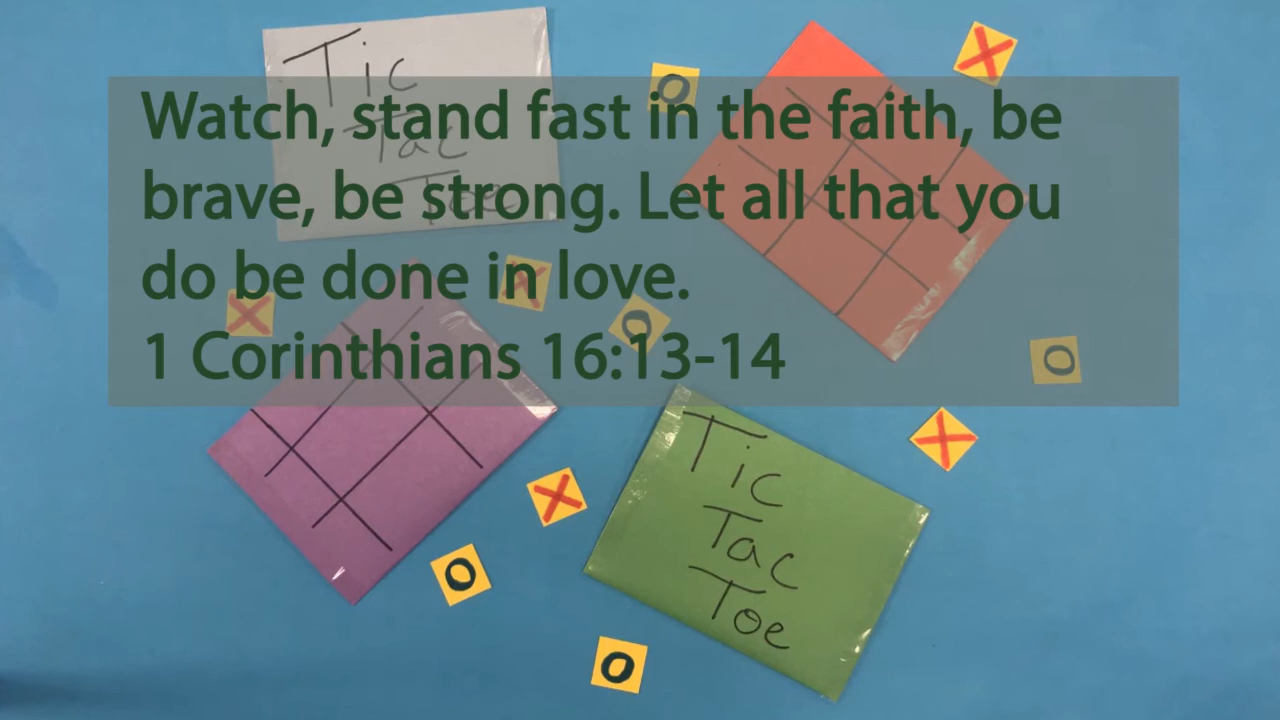 Tic
Tac
Toe
Watch, stand fast in the faith, be
brave, be strong. Let all that you
do be done in love.
1 Corinthians 16:13-14
Tic
Tac
Toe
O
X
X
X
O
O
X
X
O
O